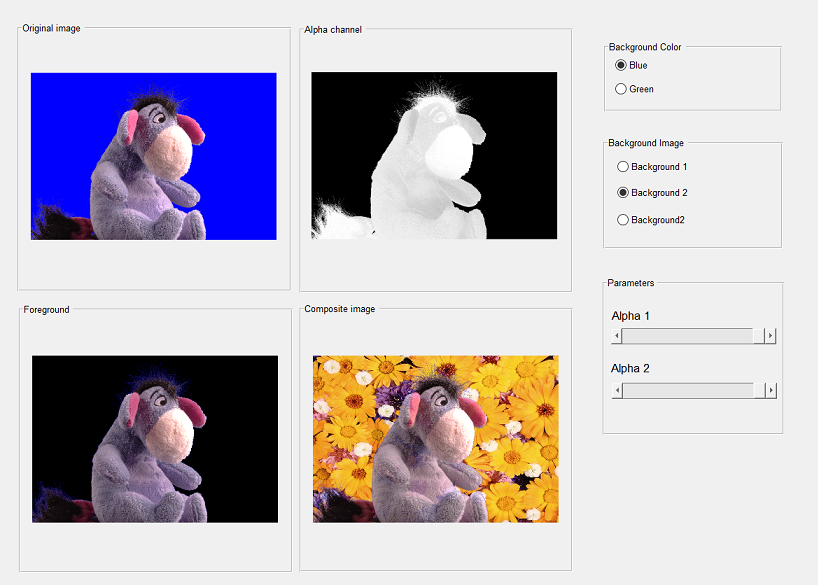 Original image
Alpha channel
Background Color
Blue
Green
Background Image
Background 1
Background 2
Background2
Parameters
Alpha 1
Alpha 2
Foreground
Composite image